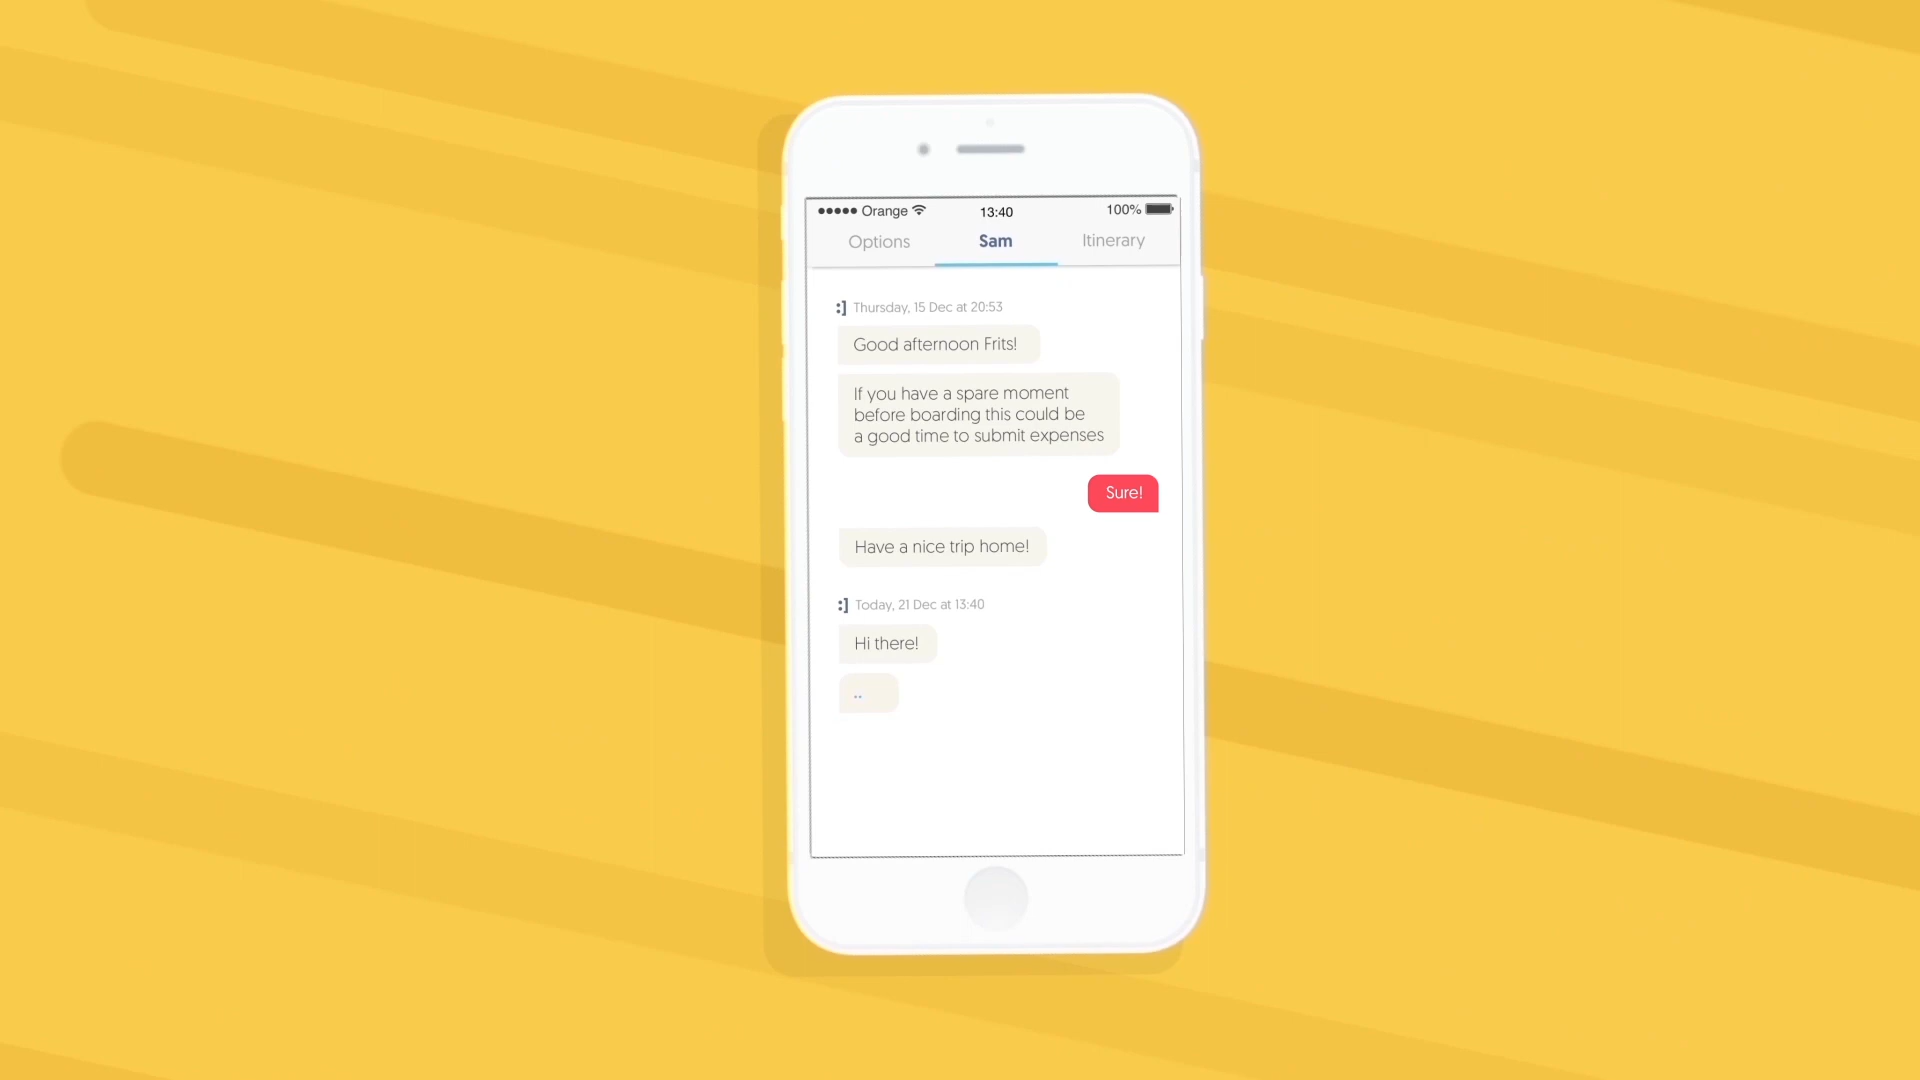 Orange 13:40 100%
Options Sam Itinerary
:] Thursday, 15 Dec at 20:53
Good afternoon Frits!
If you have a spare moment
before boarding this could be
a good time to submit expenses
Sure!
Have a nice trip home!
:] Today, 21 Dec at 13:40
Hi there!
..